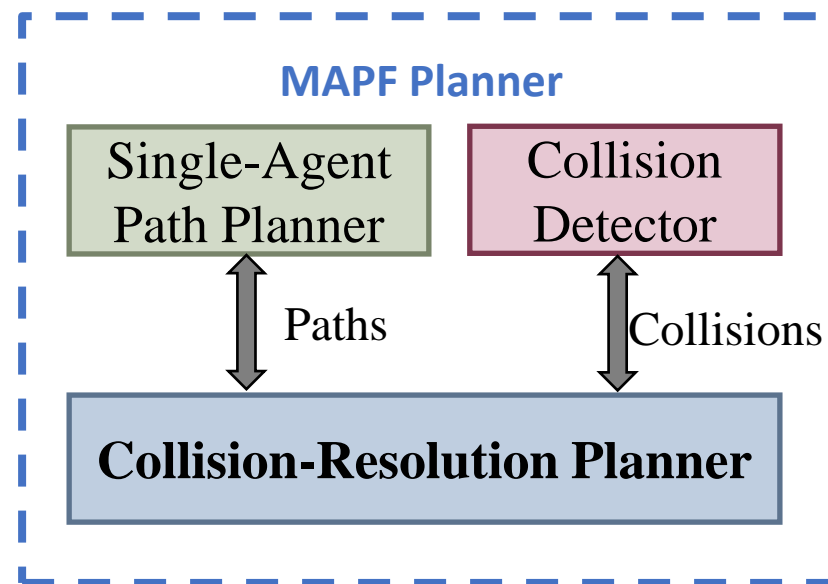 MAPF Planner
Single-Agent
Path Planner
Collision
Detector
Paths
Collisions
Collision-Resolution Planner